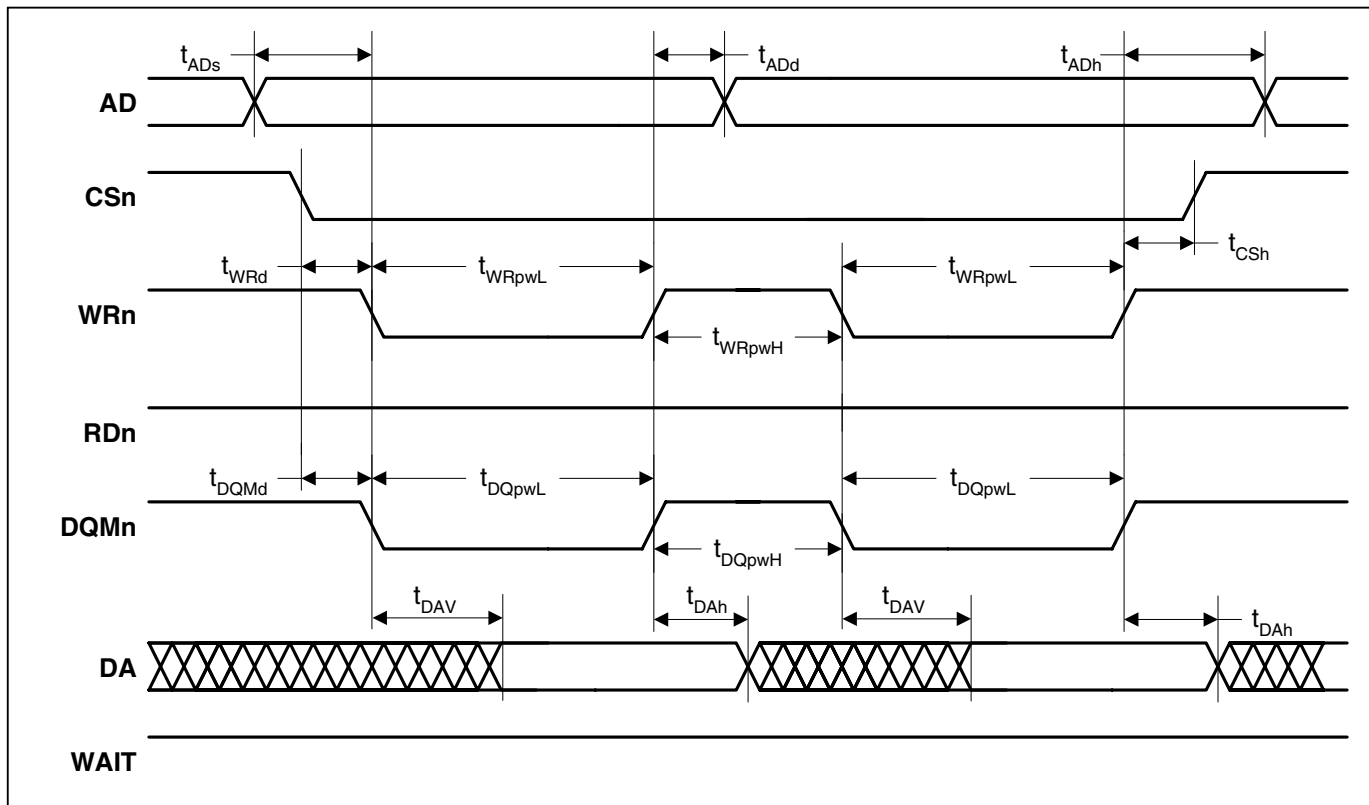 tADs
tADd
tADh
AD
CSn
tCSh
tWRd
tWRpwL
tWRpwL
WRn
tWRpwH
RDn
tDQMd
tDQpwL
tDQpwL
DQMn
tDQpwH
tDAV
tDAh
tDAV
tDAh
DA
WAIT